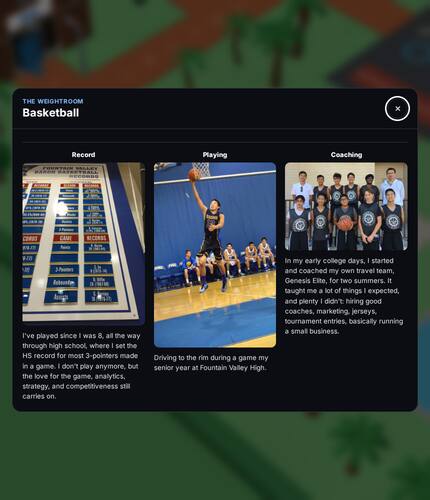 THE WEIGHTROOM
Basketball
×
Record
FOUNTAIN VALLEY
BARON BASKETBALL
RECORDS
GAME
RECORDS
3-Pointers
Rebounds
Assists
I've played since I was 8, all the way
through high school, where I set the
HS record for most 3-pointers made
in a game. I don't play anymore, but
the love for the game, analytics,
strategy, and competitiveness still
carries on.
Playing
Driving to the rim during a game my
senior year at Fountain Valley High.
Coaching
In my early college days, I started
and coached my own travel team,
Genesis Elite, for two summers. It
taught me a lot of things I expected,
and plenty I didn't: hiring good
coaches, marketing, jerseys,
tournament entries, basically running
a small business.